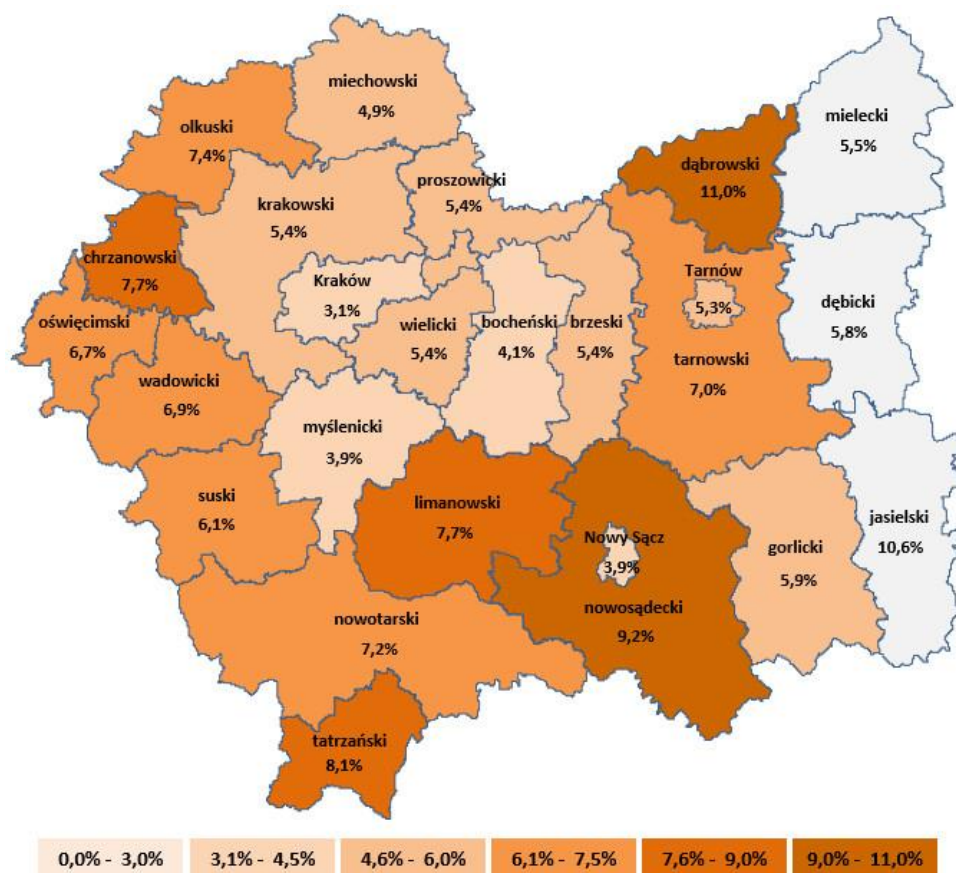 miechowski
4,9%
olkuski
7,4%
mielecki
5,5%
dąbrowski
11,0%
proszowicki
5,4%
krakowski
5,4%
chrzanowski
7,7%
Kraków
3,1%
Tarnów
5,3%
dębicki
5,8%
oświęcimski
6,7%
wielicki
5,4%
bocheński
4,1%
brzeski
5,4%
tarnowski
7,0%
wadowicki
6,9%
myślenicki
3,9%
suski
6,1%
limanowski
7,7%
Nowy Sącz
3,9%
gorlicki
5,9%
jasielski
10,6%
nowosądecki
9,2%
nowotarski
7,2%
tatrzański
8,1%
0,0% - 3,0%
3,1% - 4,5%
4,6% - 6,0%
6,1% - 7,5%
7,6% - 9,0%
9,0% - 11,0%